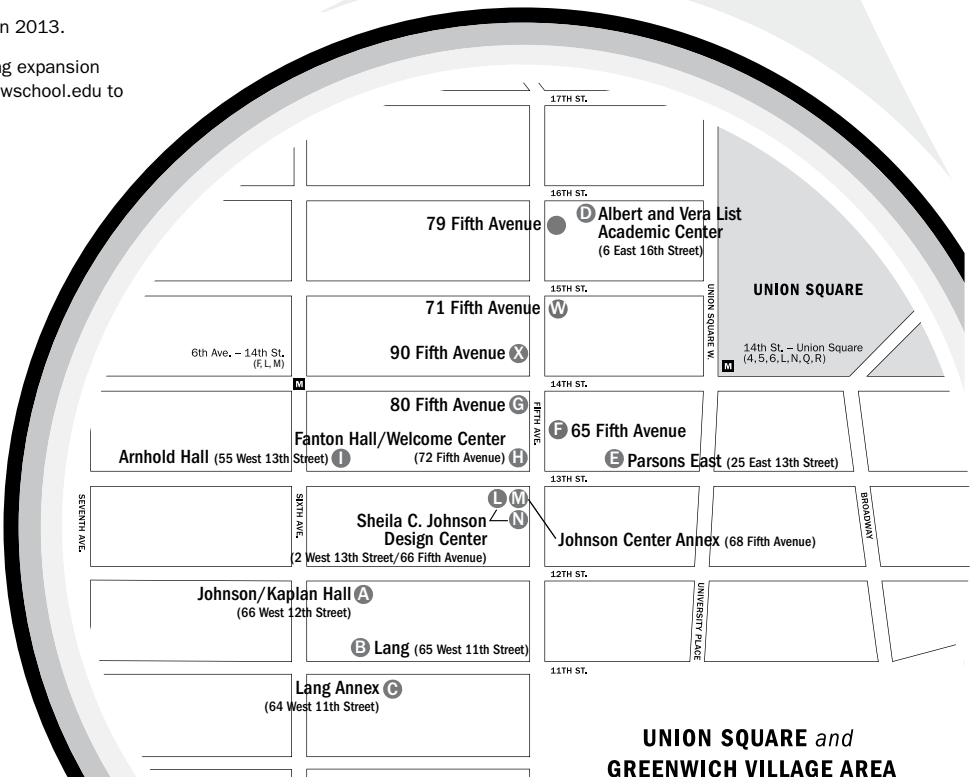 n 2013.
ng expansion
wschool.edu to
17TH ST.
16TH ST.
79 Fifth Avenue
D Albert and Vera List
Academic Center
(6 East 16th Street)
15TH ST.
UNION SQUARE W.
UNION SQUARE
71 Fifth Avenue W
6th Ave. – 14th St.
(F, L, M)
M
90 Fifth Avenue X
14th St. – Union Square
(4, 5, 6, L, N, Q, R)
M
14TH ST.
80 Fifth Avenue G
FIFTH AVE.
F 65 Fifth Avenue
Fanton Hall/Welcome Center
(72 Fifth Avenue) H
Arnhold Hall (55 West 13th Street) I
E Parsons East (25 East 13th Street)
13TH ST.
SEVENTH AVE.
SIXTH AVE.
L M
N
Sheila C. Johnson
Design Center
(2 West 13th Street/66 Fifth Avenue)
Johnson Center Annex (68 Fifth Avenue)
BROADWAY
12TH ST.
Johnson/Kaplan Hall A
(66 West 12th Street)
UNIVERSITY PLACE
B Lang (65 West 11th Street)
11TH ST.
Lang Annex C
(64 West 11th Street)
UNION SQUARE and
GREENWICH VILLAGE AREA